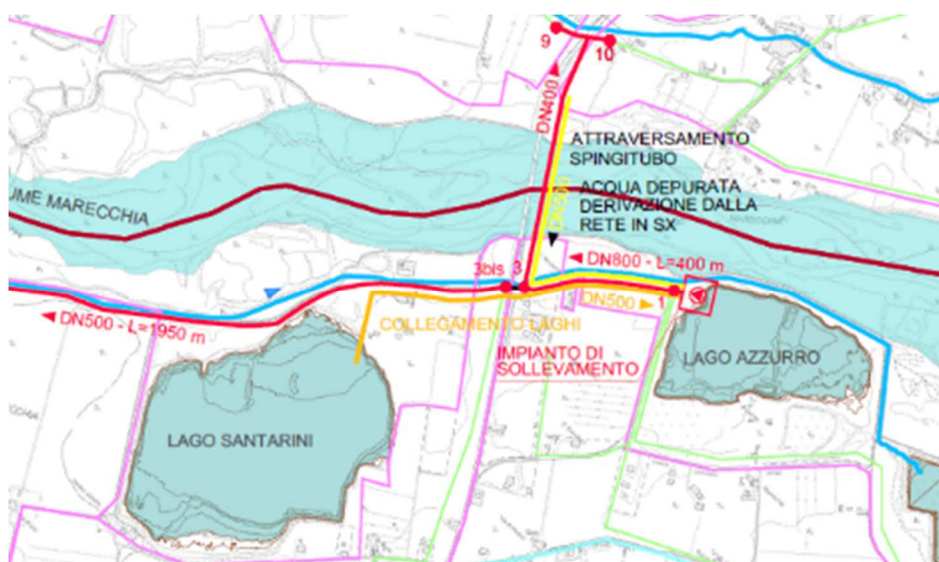 9
10
DN400
ATTRAVERSAMENTO
SPINGITUBO
DN500
ACQUA DEPURATA
DERIVAZIONE DALLA
RETE IN SX
UME MARECCHIA
3bis
3
DN800 - L=400 m
DN500
1
DN500 - L=1950 m
COLLEGAMENTO LAGHI
IMPIANTO DI
SOLLEVAMENTO
LAGO AZZURRO
LAGO SANTARINI